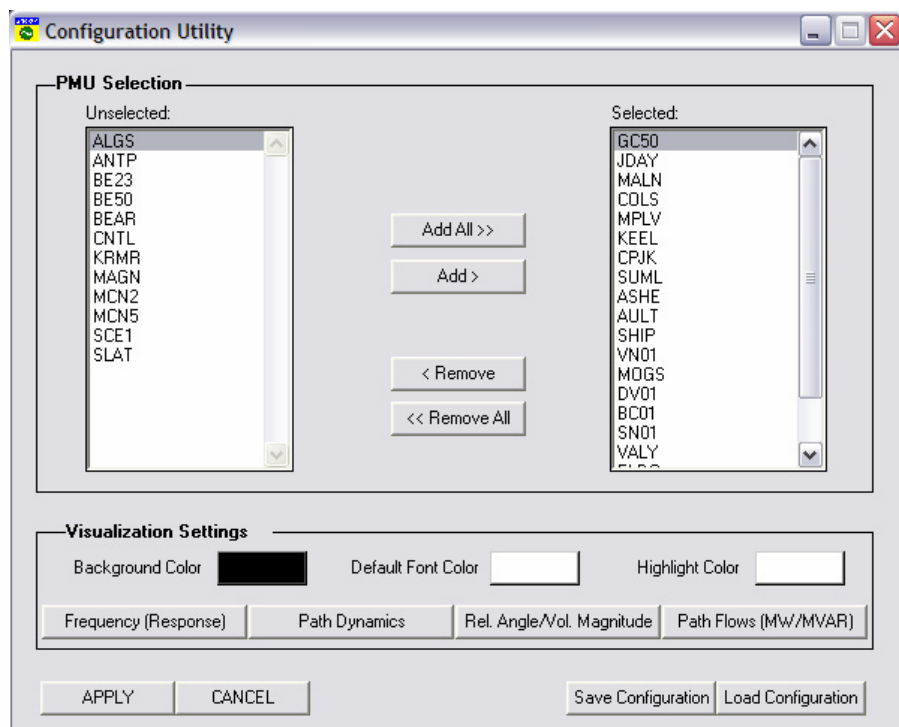 Configuration Utility
PMU Selection
Unselected:
ALGS
ANTP
BE23
BE50
BEAR
CNTL
KRMR
MAGN
MCN2
MCN5
SCE1
SLAT
Add All >>
Add >
< Remove
<< Remove All
Selected:
GC50
JDAY
MALN
COLS
MPLV
KEEL
CPJK
SUML
ASHE
AULT
SHIP
VN01
MOGS
DV01
BC01
SN01
VALY
Visualization Settings
Background Color
Default Font Color
Highlight Color
Frequency (Response)
Path Dynamics
Rel. Angle/Vol. Magnitude
Path Flows (MW/MVAR)
APPLY
CANCEL
Save Configuration
Load Configuration